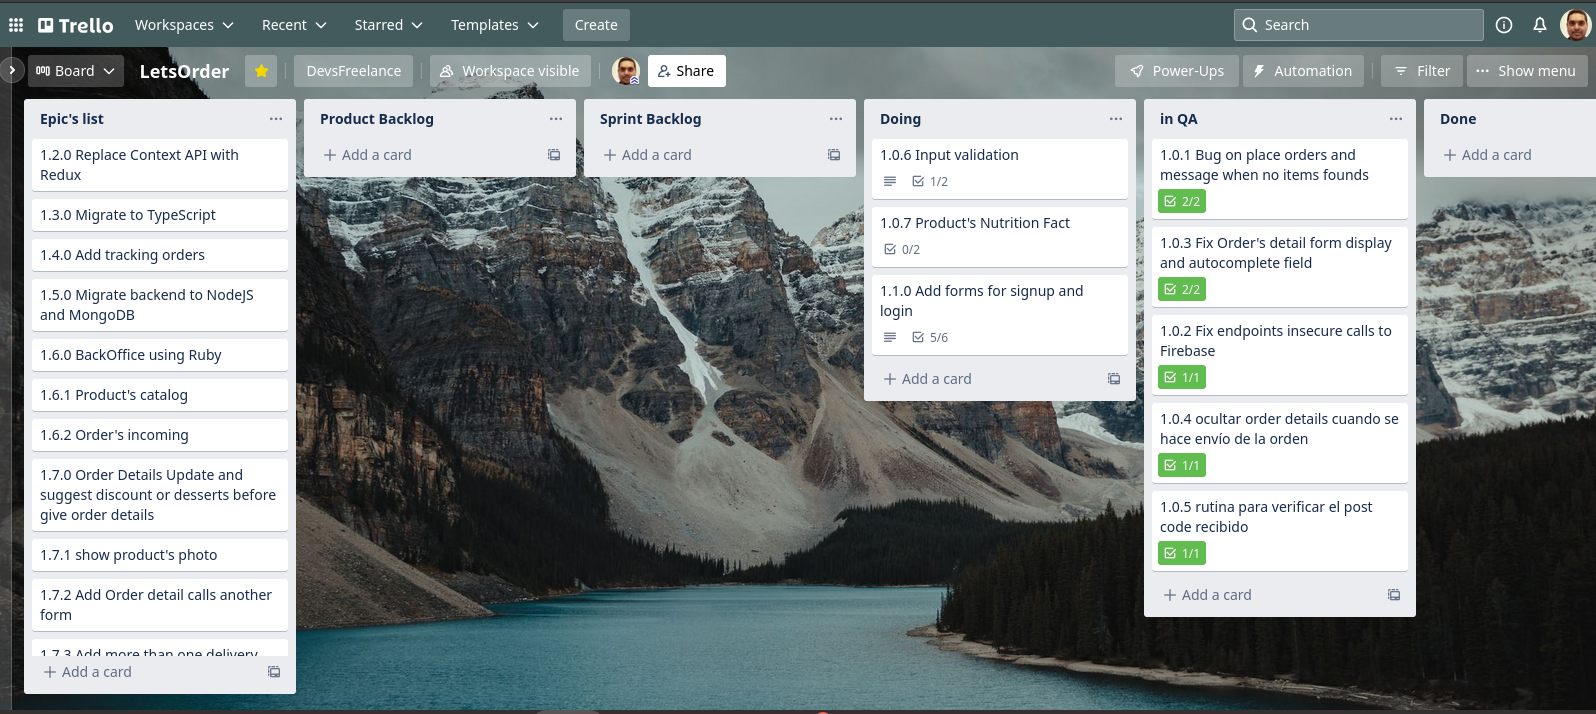 Trello
Workspaces
Recent
Starred
Templates
Create
Search
Board
LetsOrder
DevsFreelance
Workspace visible
Share
Power-Ups
Automation
Filter
Show menu
Epic's list
1.2.0 Replace Context API with
Redux
1.3.0 Migrate to TypeScript
1.4.0 Add tracking orders
1.5.0 Migrate backend to NodeJS
and MongoDB
1.6.0 BackOffice using Ruby
1.6.1 Product's catalog
1.6.2 Order's incoming
1.7.0 Order Details Update and
suggest discount or desserts before
give order details
1.7.1 show product's photo
1.7.2 Add Order detail calls another
form
1.7.3 Add more than one delivery
Add a card
Product Backlog
Add a card
Sprint Backlog
Add a card
Doing
1.0.6 Input validation
1/2
1.0.7 Product's Nutrition Fact
0/2
1.1.0 Add forms for signup and
login
5/6
Add a card
in QA
1.0.1 Bug on place orders and
message when no items founds
2/2
1.0.3 Fix Order's detail form display
and autocomplete field
2/2
1.0.2 Fix endpoints insecure calls to
Firebase
1/1
1.0.4 ocultar order details cuando se
hace envío de la orden
1/1
1.0.5 rutina para verificar el post
code recibido
1/1
Add a card
Done
Add a card